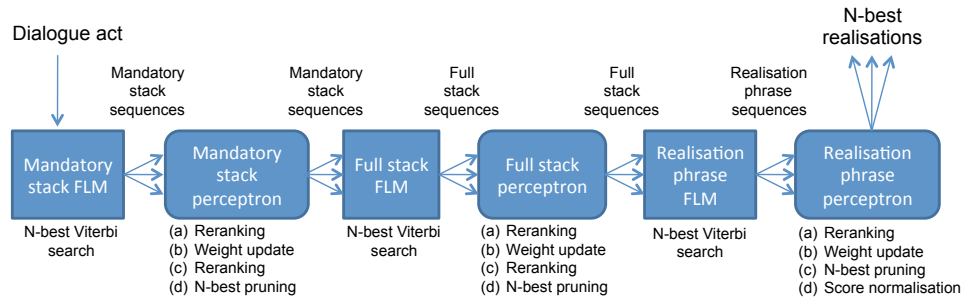 Dialogue act
N-best
realisations
Mandatory
stack
sequences
Mandatory
stack
sequences
Full
stack
sequences
Full
stack
sequences
Realisation
phrase
sequences
Mandatory
stack FLM
Mandatory
stack
perceptron
Full stack
FLM
Full stack
perceptron
Realisation
phrase
FLM
Realisation
phrase
perceptron
N-best Viterbi
search
(a) Reranking
(b) Weight update
(c) Reranking
(d) N-best pruning
N-best Viterbi
search
(a) Reranking
(b) Weight update
(c) Reranking
(d) N-best pruning
N-best Viterbi
search
(a) Reranking
(b) Weight update
(c) N-best pruning
(d) Score normalisation